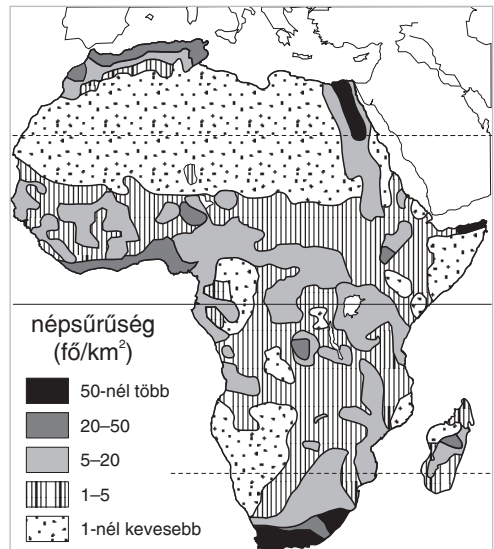 népsűrűség
(fő/km²)
50-nél több
20–50
5–20
1–5
1-nél kevesebb